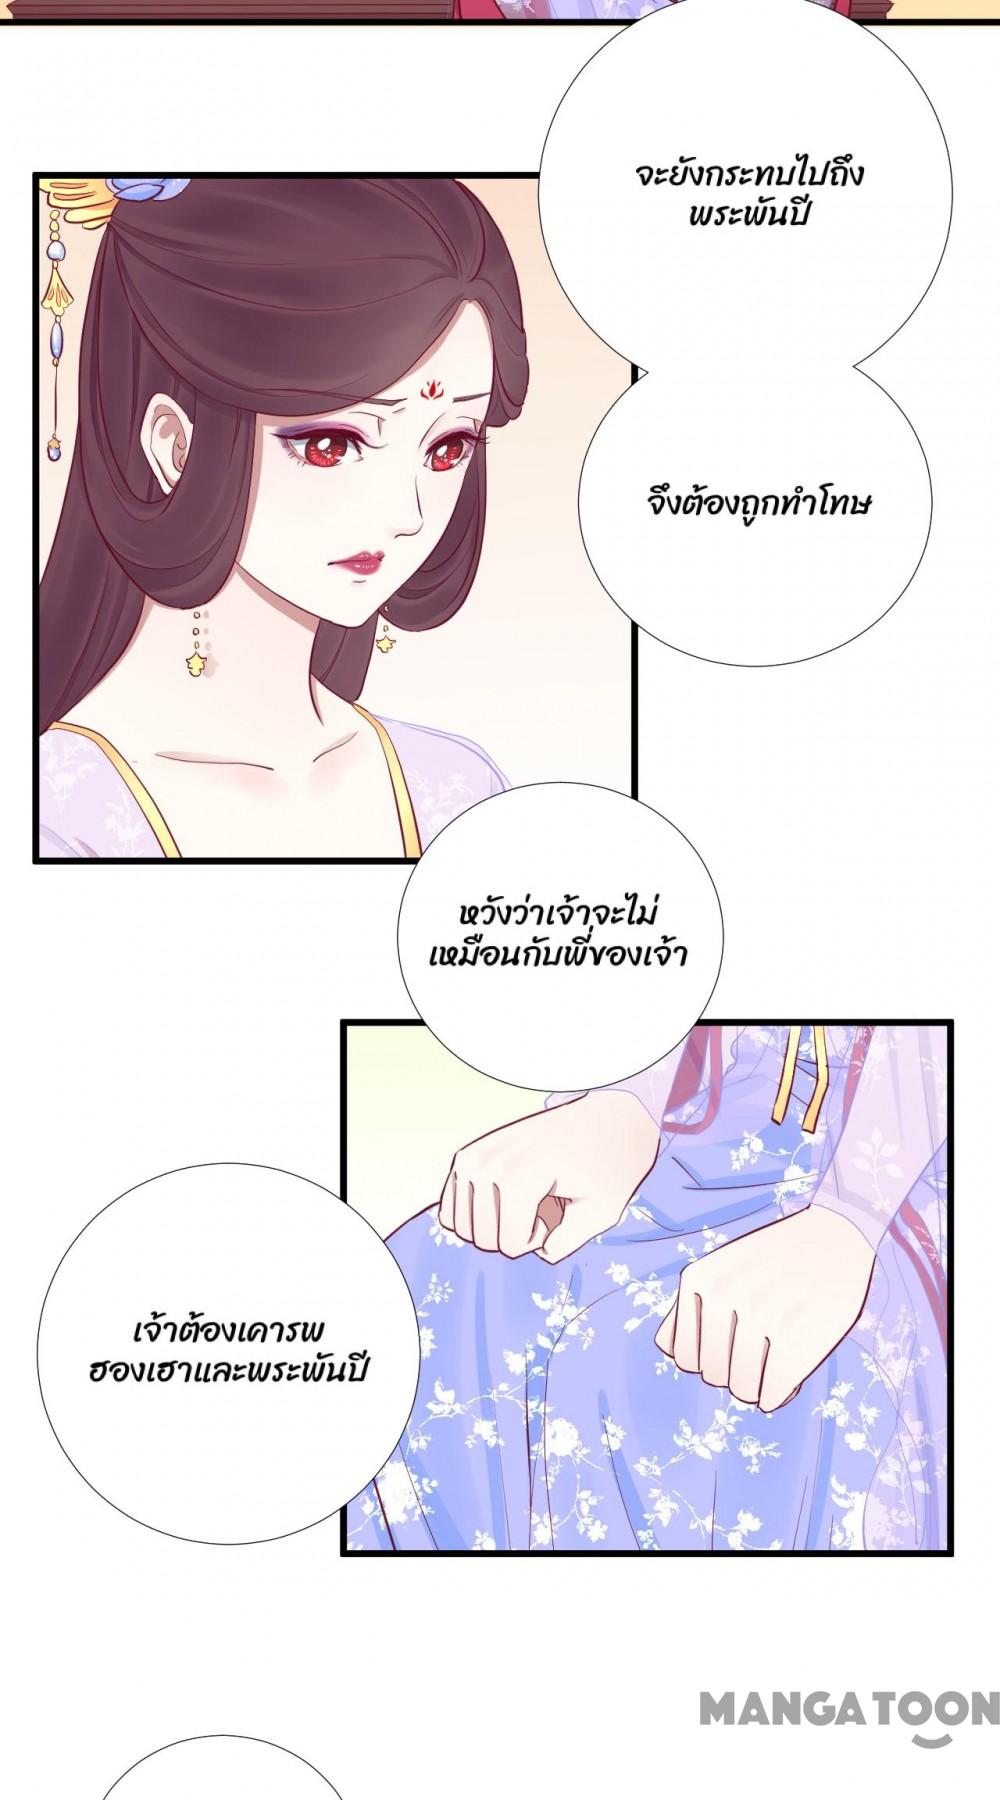 จะยังกระทบไปถึง
พระพันปี
จึงต้องถูกทำโทษ
หวังว่าเจ้าจะไม่
เหมือนกับพี่ของเจ้า
เจ้าต้องเคารพ
ฮองเฮาและพระพันปี
MANGATOON